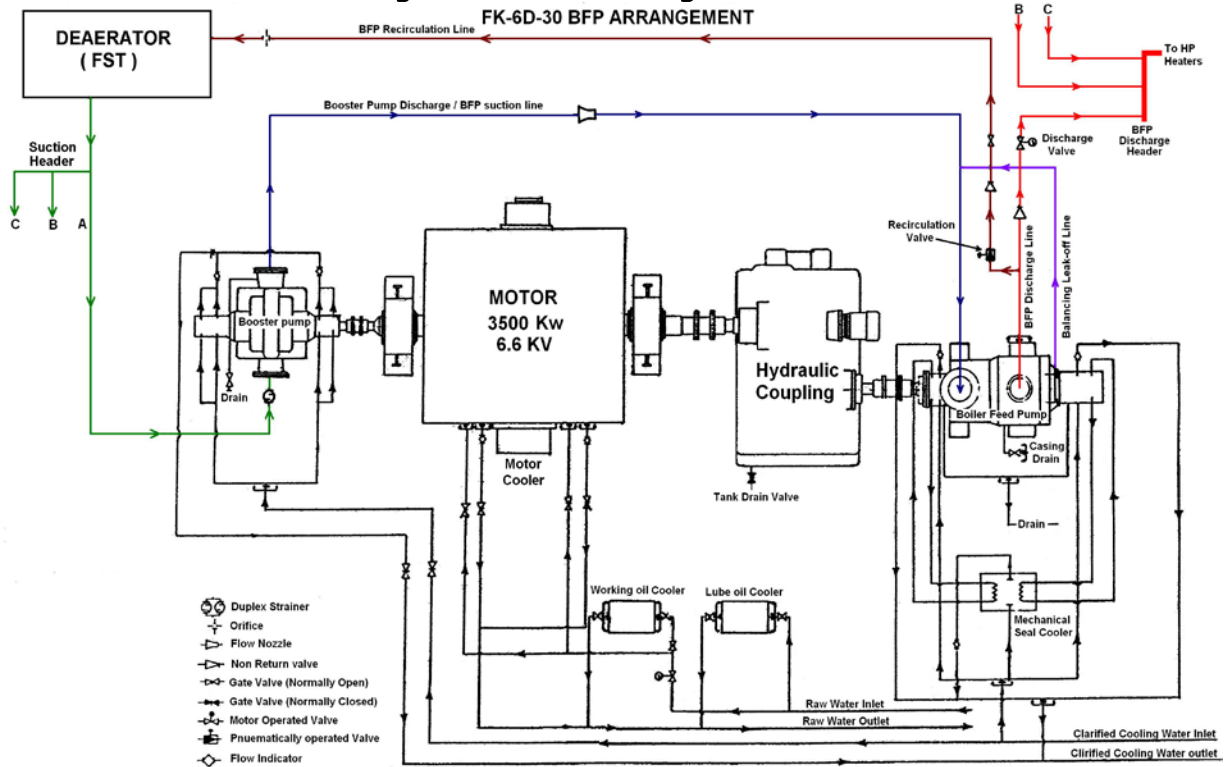 FK-6D-30 BFP ARRANGEMENT
DEAERATOR
( FST )
BFP Recirculation Line
B
C
To HP
Heaters
Booster Pump Discharge / BFP suction line
Discharge
Valve
BFP
Discharge
Header
Suction
Header
C
B
A
Recirculation
Valve
BFP Discharge Line
Balancing Leak-off Line
MOTOR
3500 Kw
6.6 KV
Booster pump
Hydraulic
Coupling
Boiler Feed Pump
Drain
Casing
Drain
Motor
Cooler
Tank Drain Valve
Drain
Working oil Cooler
Lube oil Cooler
Mechanical
Seal Cooler
Duplex Strainer
Orifice
Flow Nozzle
Non Return valve
Gate Valve (Normally Open)
Gate Valve (Normally Closed)
Motor Operated Valve
Pnuematically operated Valve
Flow Indicator
Raw Water Inlet
Raw Water Outlet
Clarified Cooling Water Inlet
Clirified Cooling Water outlet